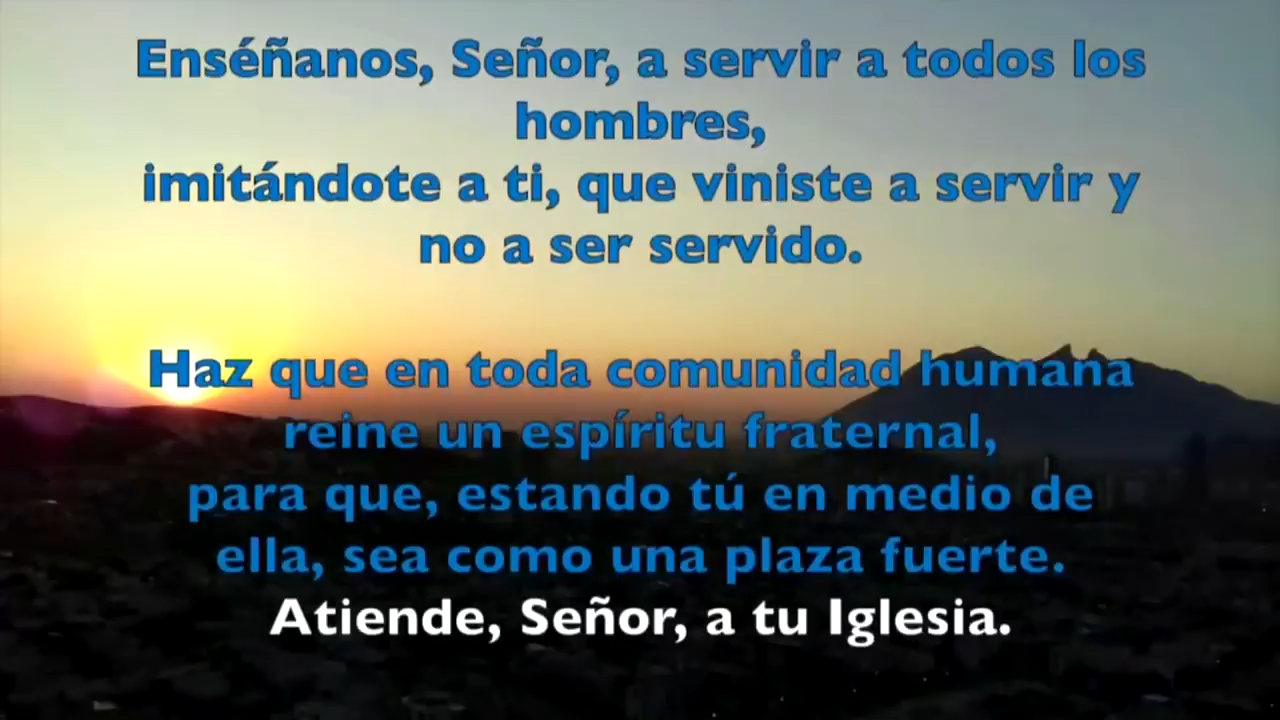 Enséñanos, Señor, a servir a todos los
hombres,
imitándote a ti, que viniste a servir y
no a ser servido.
Haz que en toda comunidad humana
reine un espíritu fraternal,
para que, estando tú en medio de
ella, sea como una plaza fuerte.
Atiende, Señor, a tu Iglesia.